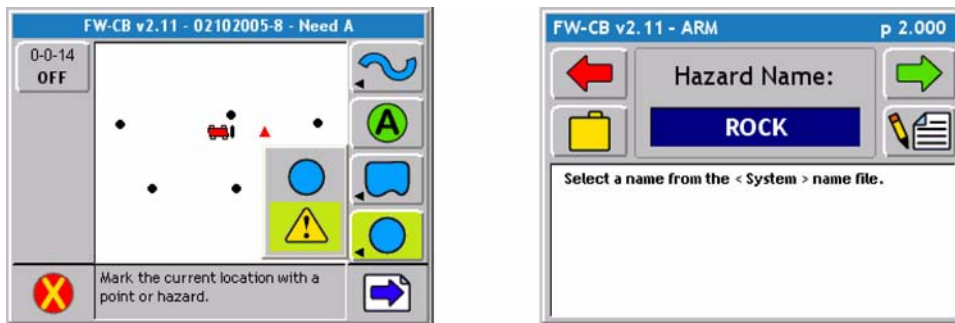 FW-CB v2.11 - 02102005-8 - Need A
0-0-14
OFF
A
Mark the current location with a
point or hazard.
FW-CB v2.11 - ARM p 2.000
Hazard Name:
ROCK
Select a name from the < System > name file.